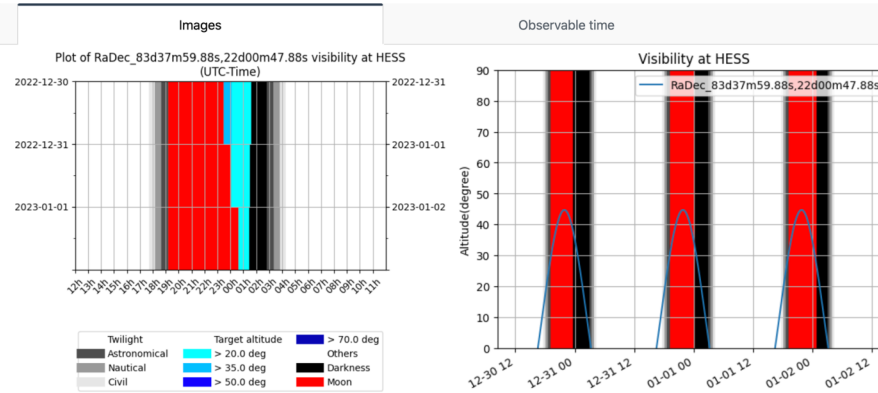 Images
Observable time
Plot of RaDec_83d37m59.88s,22d00m47.88s visibility at HESS
(UTC-Time)
2022-12-30
2022-12-31
2022-12-31
2023-01-01
2023-01-01
2023-01-02
12h 13h 14h 15h 16h 17h 18h 19h 20h 21h 22h 23h 00h 01h 02h 03h 04h 05h 06h 07h 08h 09h 10h 11h
Twilight
Astronomical
Nautical
Civil
Target altitude
> 20.0 deg
> 35.0 deg
> 50.0 deg
> 70.0 deg
Others
Darkness
Moon
Visibility at HESS
RaDec_83d37m59.88s,22d00m47.88s
Altitude(degree)
90
80
70
60
50
40
30
20
10
0
12-30 12
12-31 00
12-31 12
01-01 00
01-01 12
01-02 00
01-02 12